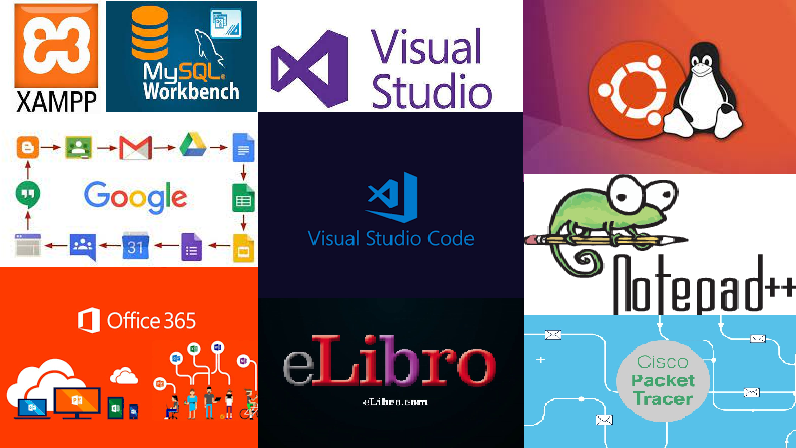 XAMPP
MySQL®
Workbench
Visual
Studio
Google
31
Visual Studio Code
Notepad++
Office 365
eLibro
eLibro.com
Cisco
Packet
Tracer